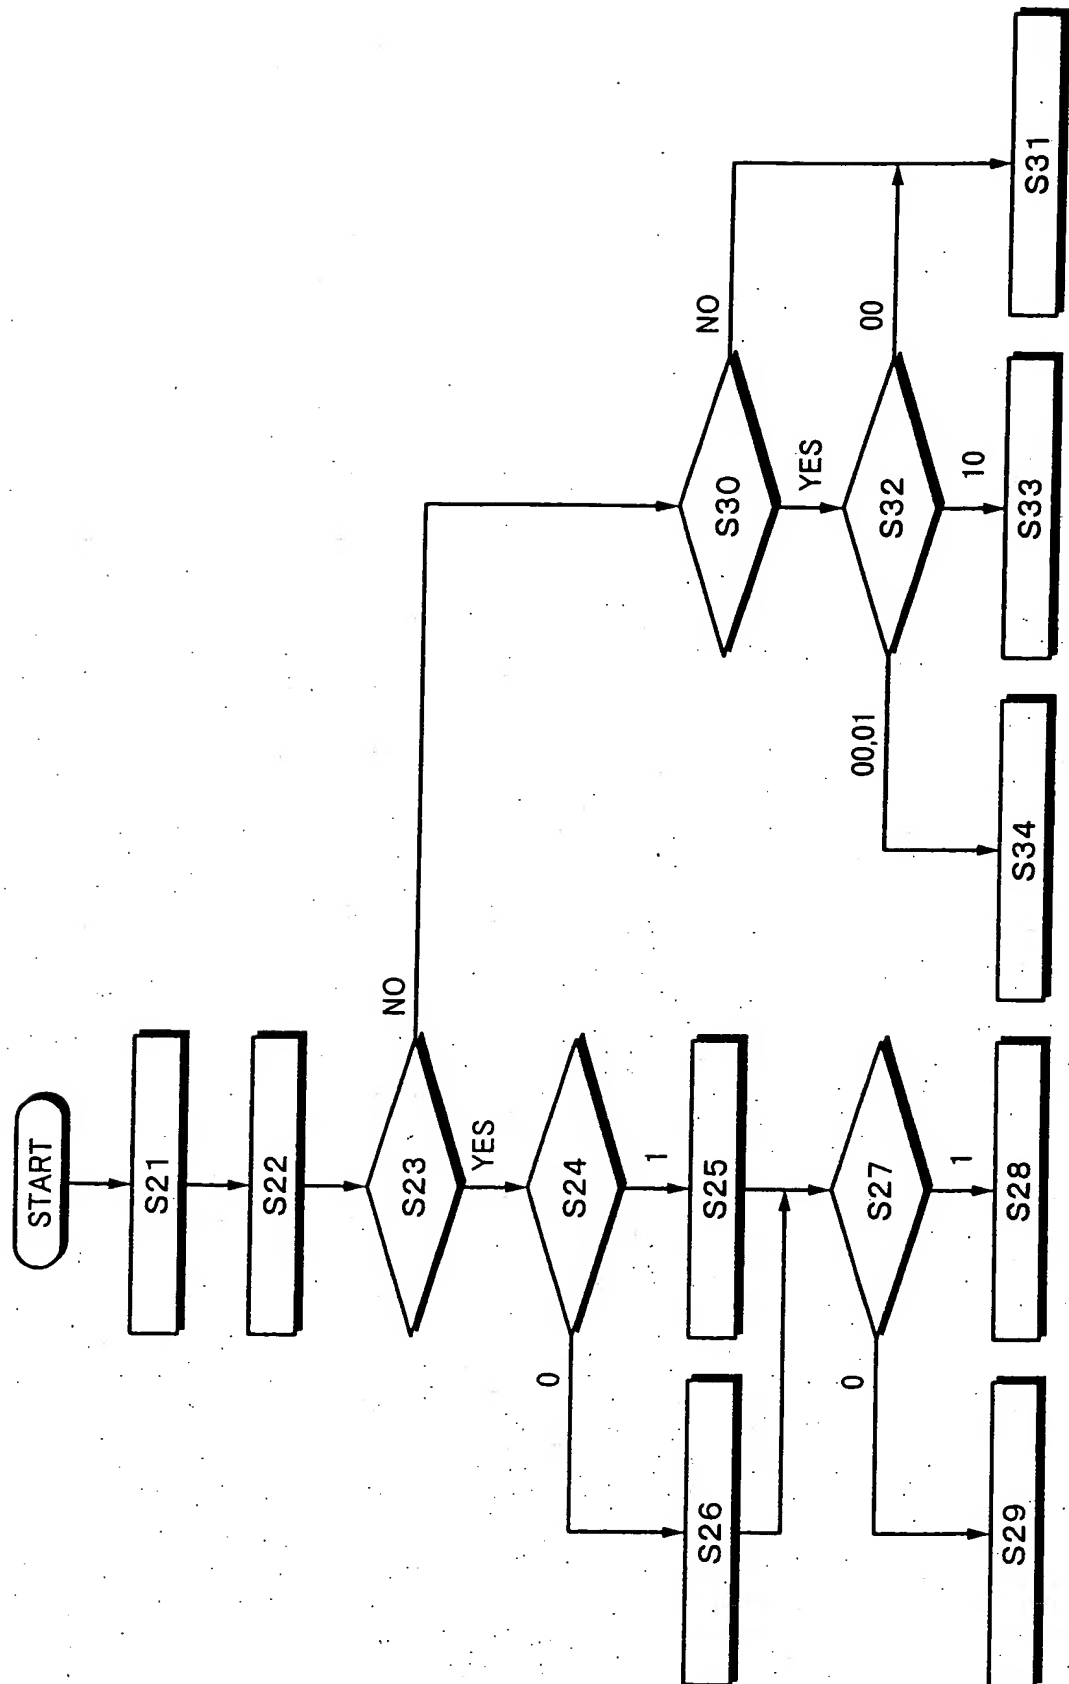 START
S21
S22
S23
NO
YES
S24
0
1
S26
S25
S27
0
1
S29
S28
S30
NO
YES
S32
00,01
10
00
S34
S33
S31